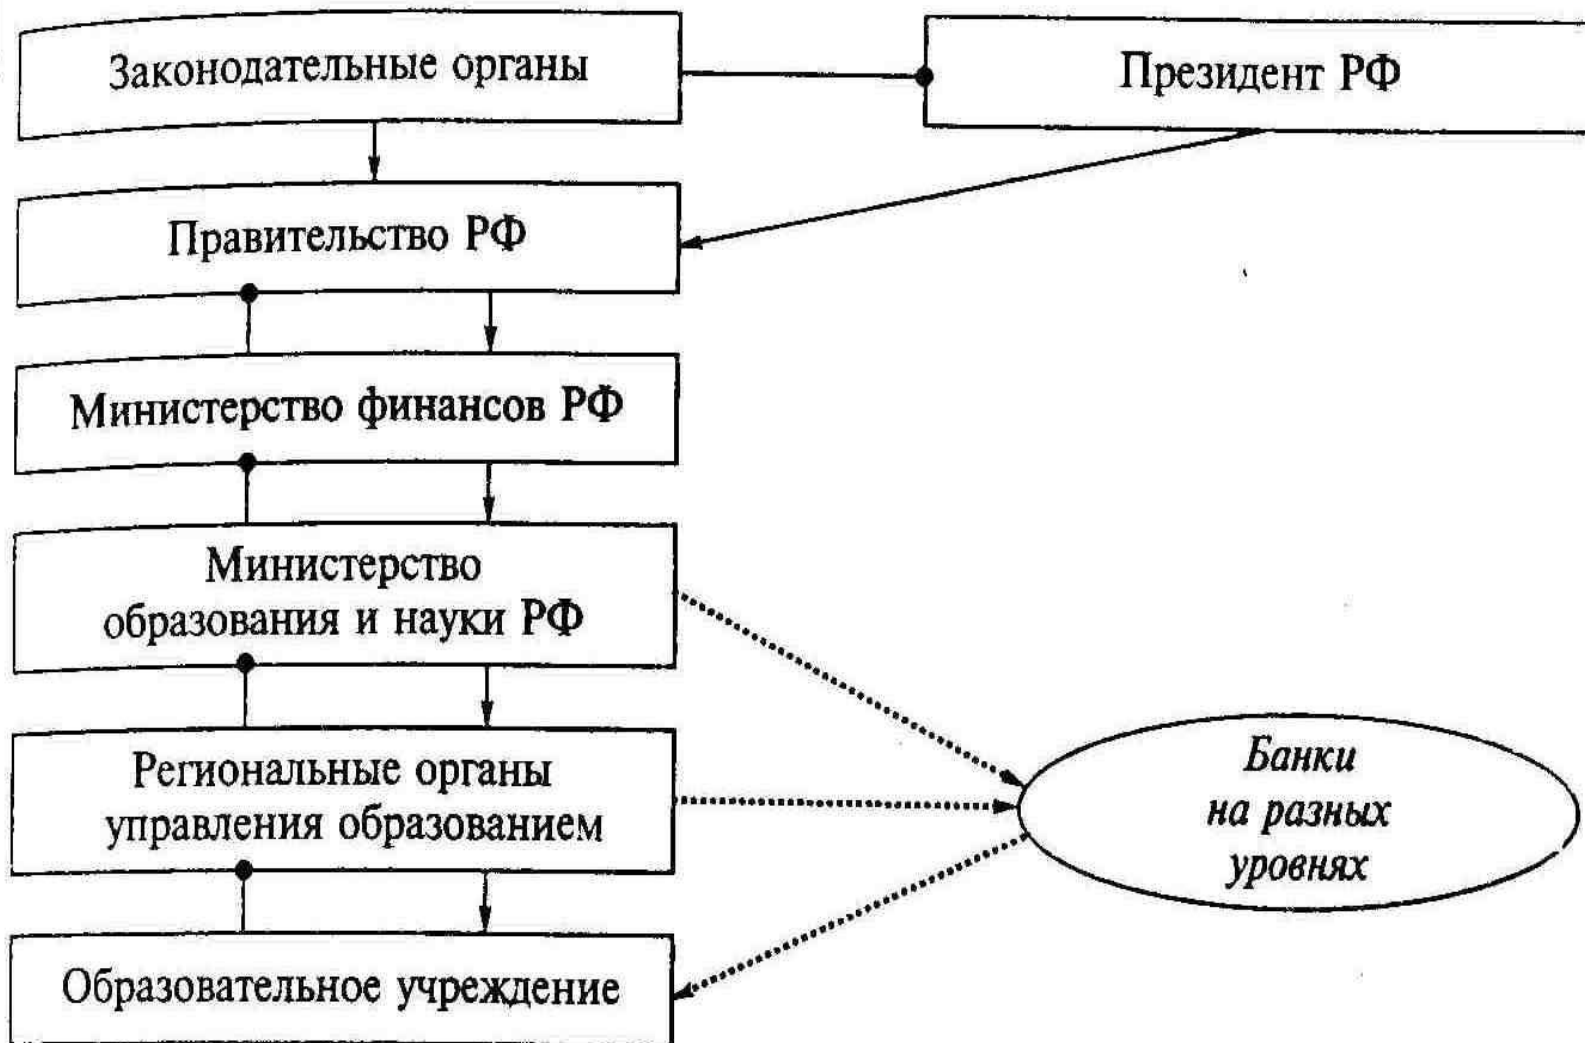 Законодательные органы
Президент РФ
Правительство РФ
Министерство финансов РФ
Министерство
образования и науки РФ
Региональные органы
управления образованием
Банки
на разных
уровнях
Образовательное учреждение